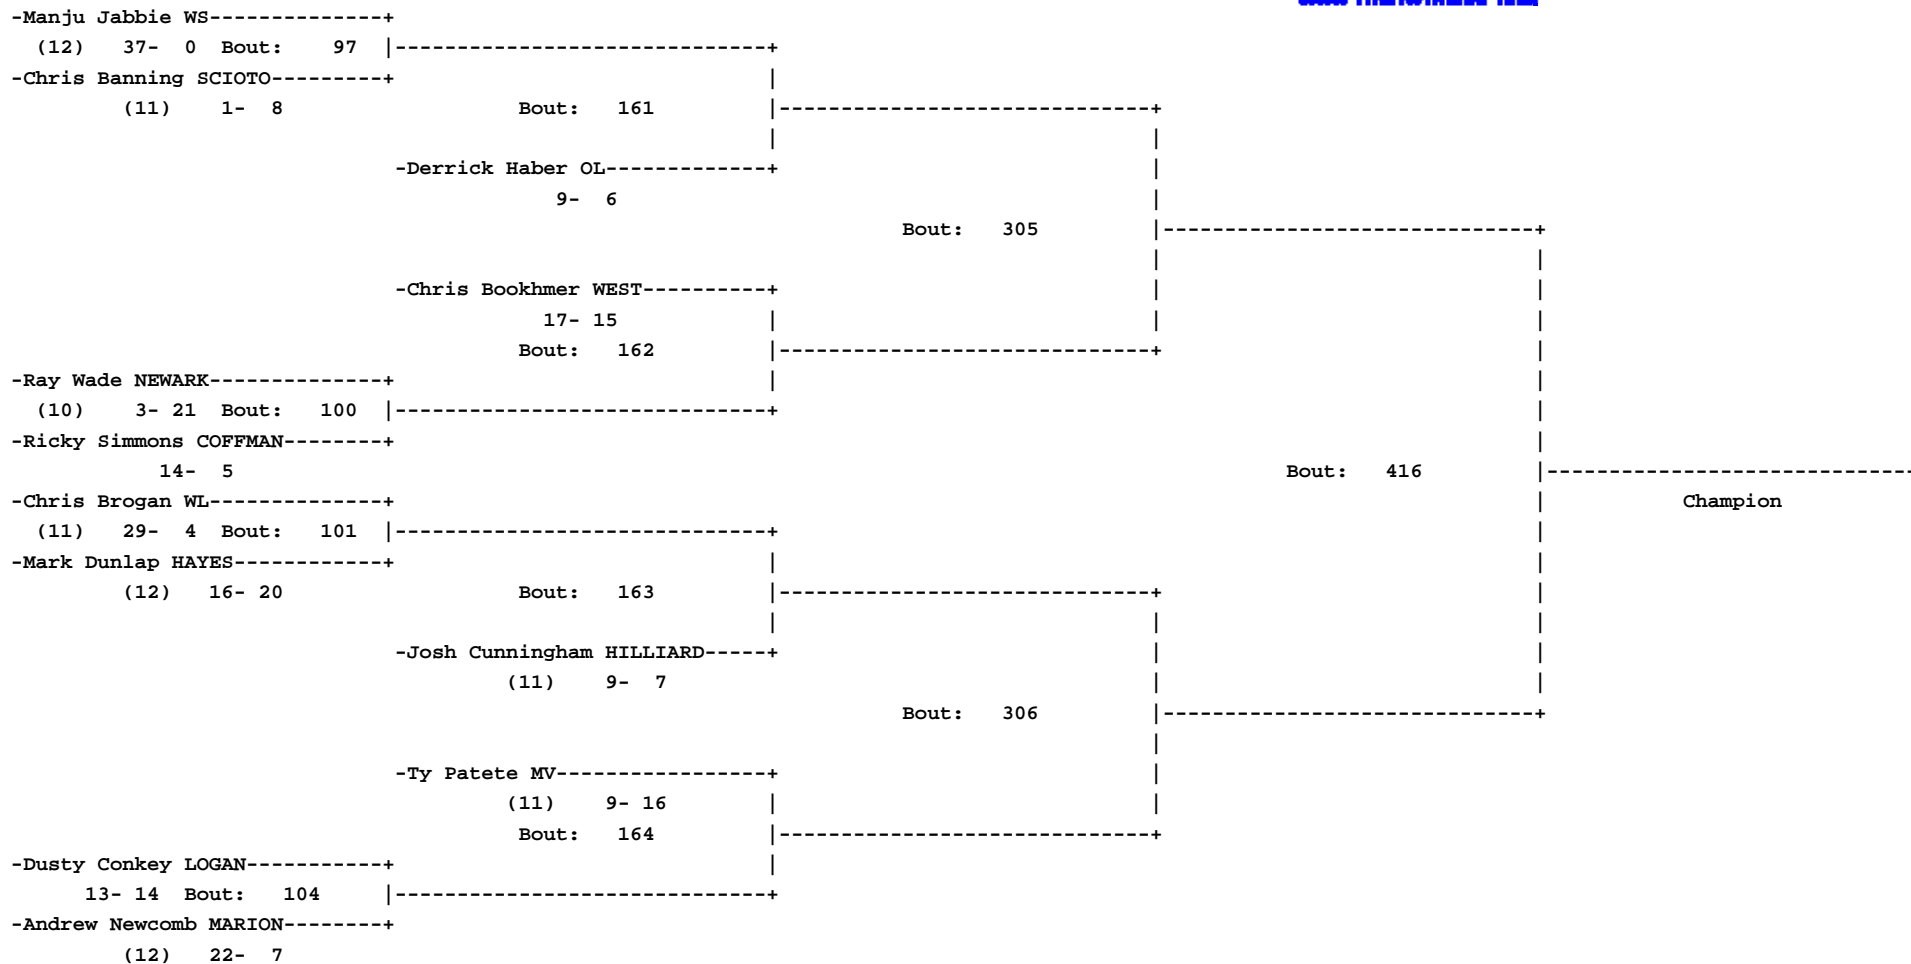 -Manju Jabbie WS--------------+
(12) 37- 0 Bout: 97 |------------------------------+
-Chris Banning SCIOTO---------+ |
(11) 1- 8 Bout: 161 |------------------------------+
| |
-Derrick Haber OL-------------+ |
9- 6 |
Bout: 305 |------------------------------+
| |
-Chris Bookhmer WEST----------+ | |
17- 15 | | |
Bout: 162 |------------------------------+ |
-Ray Wade NEWARK--------------+ | |
(10) 3- 21 Bout: 100 |------------------------------+ |
-Ricky Simmons COFFMAN--------+ |
14- 5 Bout: 416 |------------------------------
-Chris Brogan WL--------------+ | Champion
(11) 29- 4 Bout: 101 |------------------------------+ |
-Mark Dunlap HAYES------------+ | |
(12) 16- 20 Bout: 163 |------------------------------+ |
| | |
-Josh Cunningham HILLIARD-----+ | |
(11) 9- 7 | |
Bout: 306 |------------------------------+
|
-Ty Patete MV-----------------+ |
(11) 9- 16 | |
Bout: 164 |------------------------------+
-Dusty Conkey LOGAN-----------+ |
13- 14 Bout: 104 |------------------------------+
-Andrew Newcomb MARION--------+
(12) 22- 7